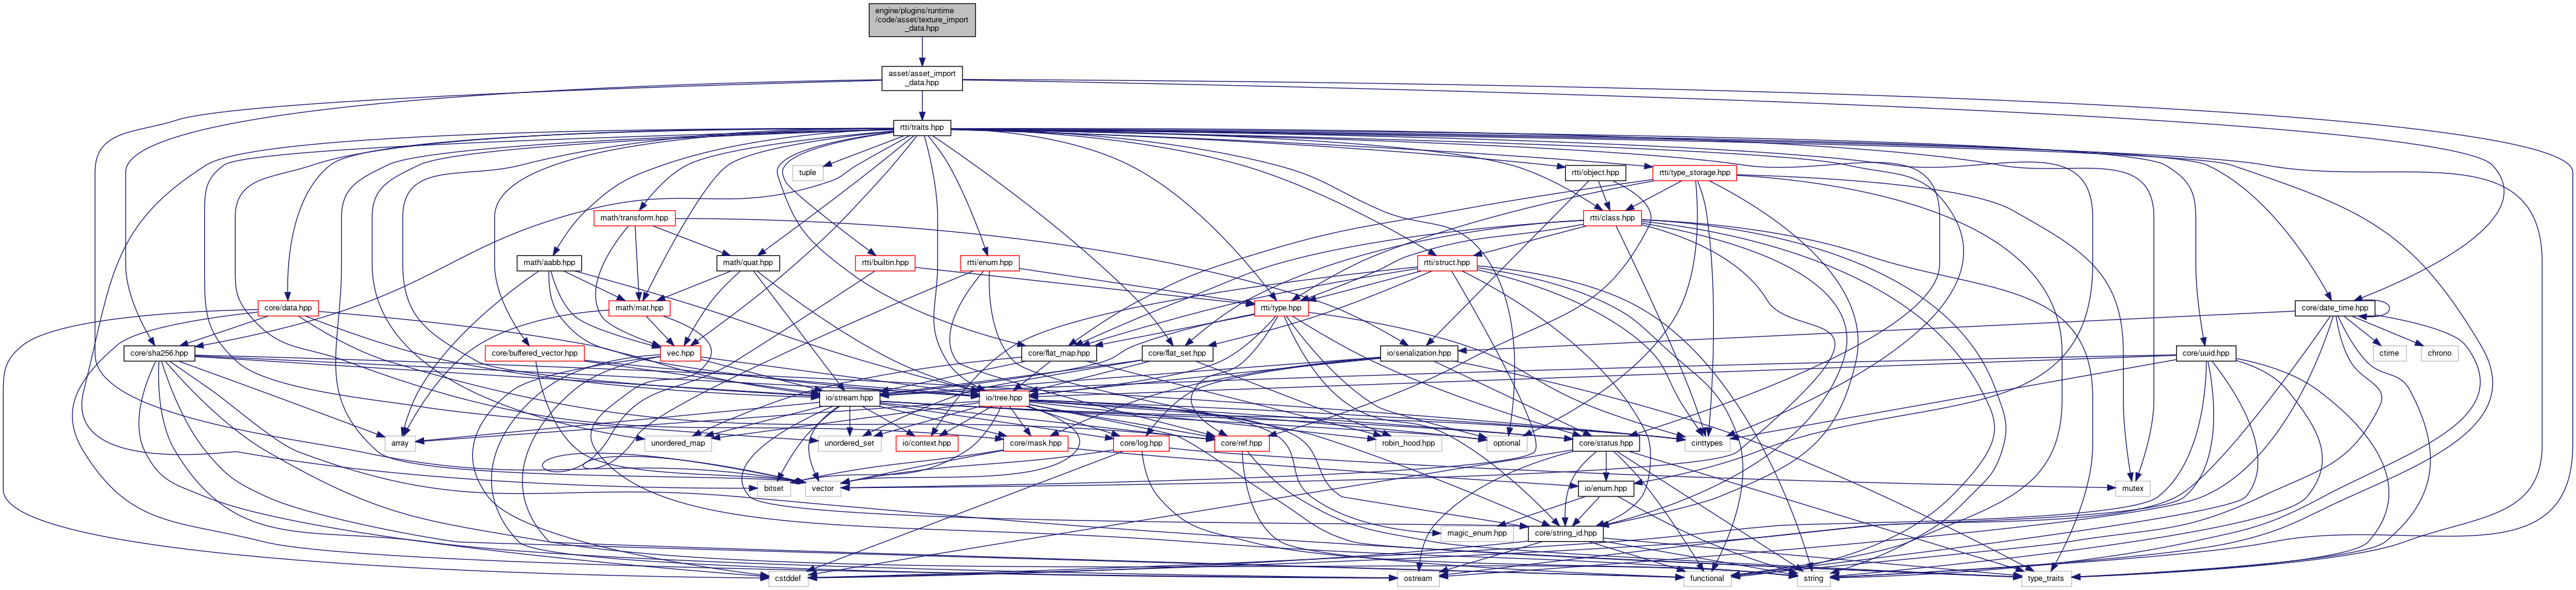 engine/plugins/runtime
/code/asset/texture_import
_data.hpp
asset/asset_import
_data.hpp
rtti/traits.hpp
tuple
rtti/object.hpp
rtti/type_storage.hpp
math/transform.hpp
rtti/class.hpp
math/aabb.hpp
math/quat.hpp
rtti/builtin.hpp
rtti/enum.hpp
rtti/struct.hpp
core/data.hpp
math/mat.hpp
rtti/type.hpp
core/date_time.hpp
core/sha256.hpp
core/buffered_vector.hpp
vec.hpp
core/flat_map.hpp
core/flat_set.hpp
io/serialization.hpp
core/uuid.hpp
ctime
chrono
io/stream.hpp
io/tree.hpp
array
unordered_map
unordered_set
io/context.hpp
core/mask.hpp
core/log.hpp
core/ref.hpp
robin_hood.hpp
optional
core/status.hpp
cinttypes
bitset
vector
io/enum.hpp
mutex
magic_enum.hpp
core/string_id.hpp
cstddef
ostream
functional
string
type_traits